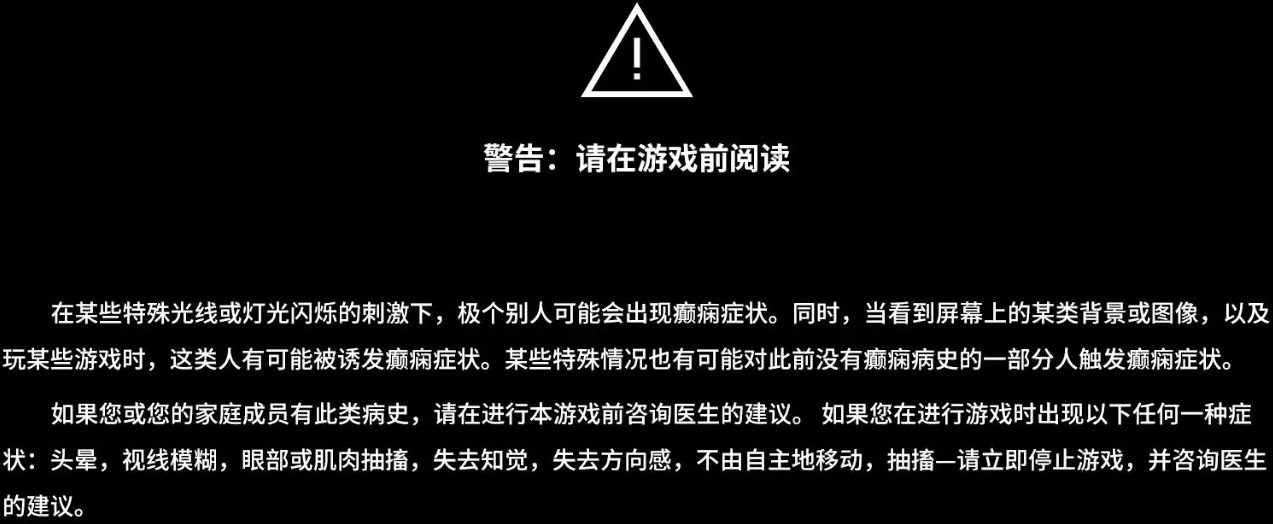 警告：请在游戏前阅读
在某些特殊光线或灯光闪烁的刺激下，极个别人可能会出现癫痫症状。同时，当看到屏幕上的某类背景或图像，以及
玩某些游戏时，这类人有可能被诱发癫痫症状。某些特殊情况也有可能对此前没有癫痫病史的一部分人触发癫痫症状。
如果您或您的家庭成员有此类病史，请在进行本游戏前咨询医生的建议。 如果您在进行游戏时出现以下任何一种症
状：头晕，视线模糊，眼部或肌肉抽搐，失去知觉，失去方向感，不由自主地移动，抽搐—请立即停止游戏，并咨询医生
的建议。